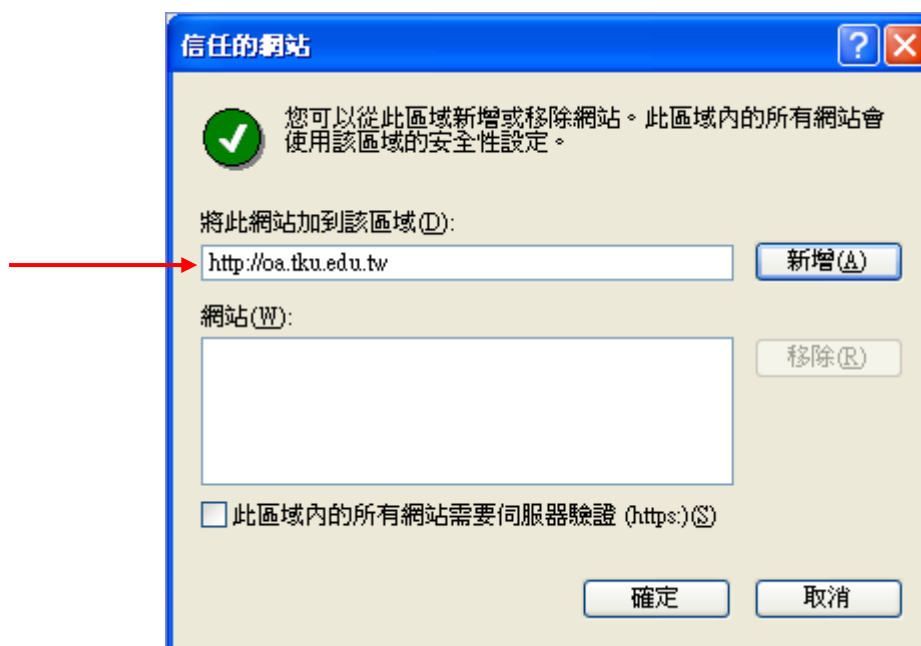 信任的網站
您可以從此區域新增或移除網站。此區域內的所有網站會
使用該區域的安全性設定。
將此網站加到該區域(D):
http://oa.tku.edu.tw
新增(A)
網站(W):
移除(R)
此區域內的所有網站需要伺服器驗證 (https:)(S)
確定
取消